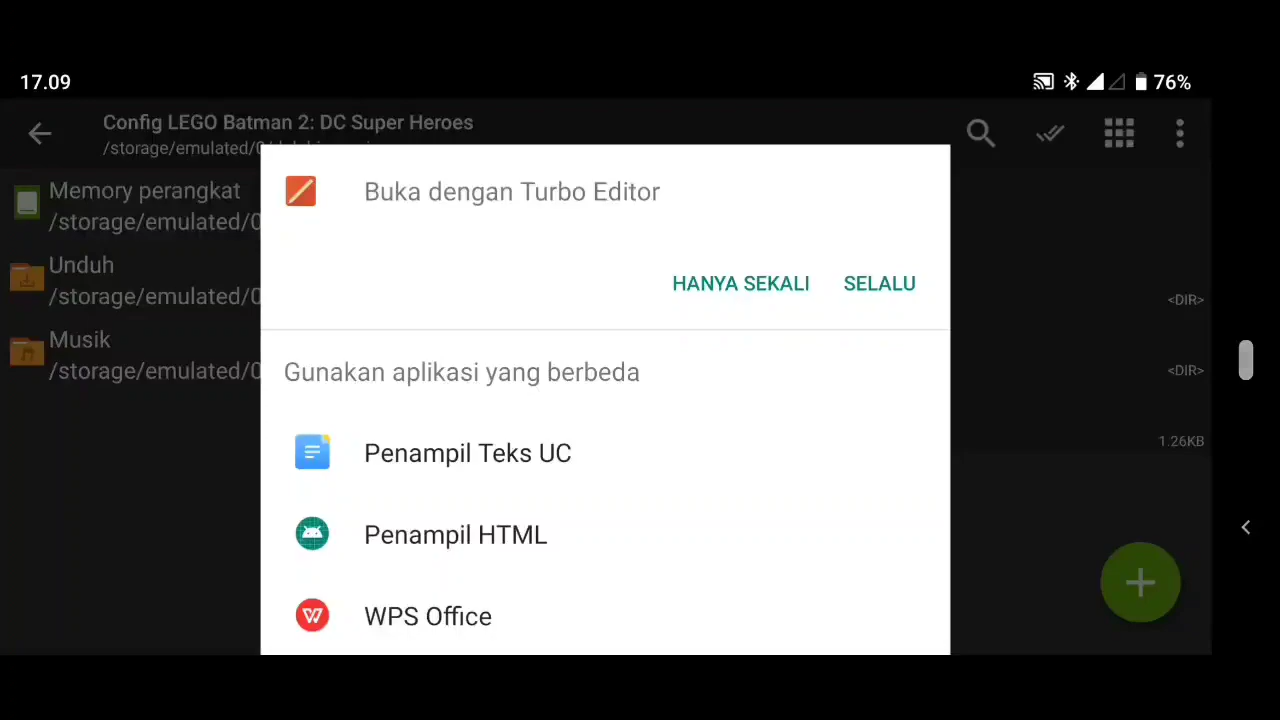 17.09
76%
Config LEGO Batman 2: DC Super Heroes
/storage/emulated/0
Memory perangkat
/storage/emulated/0
Unduh
/storage/emulated/0
Musik
/storage/emulated/0
Buka dengan Turbo Editor
HANYA SEKALI
SELALU
Gunakan aplikasi yang berbeda
Penampil Teks UC
Penampil HTML
WPS Office
<DIR>
<DIR>
1.26KB